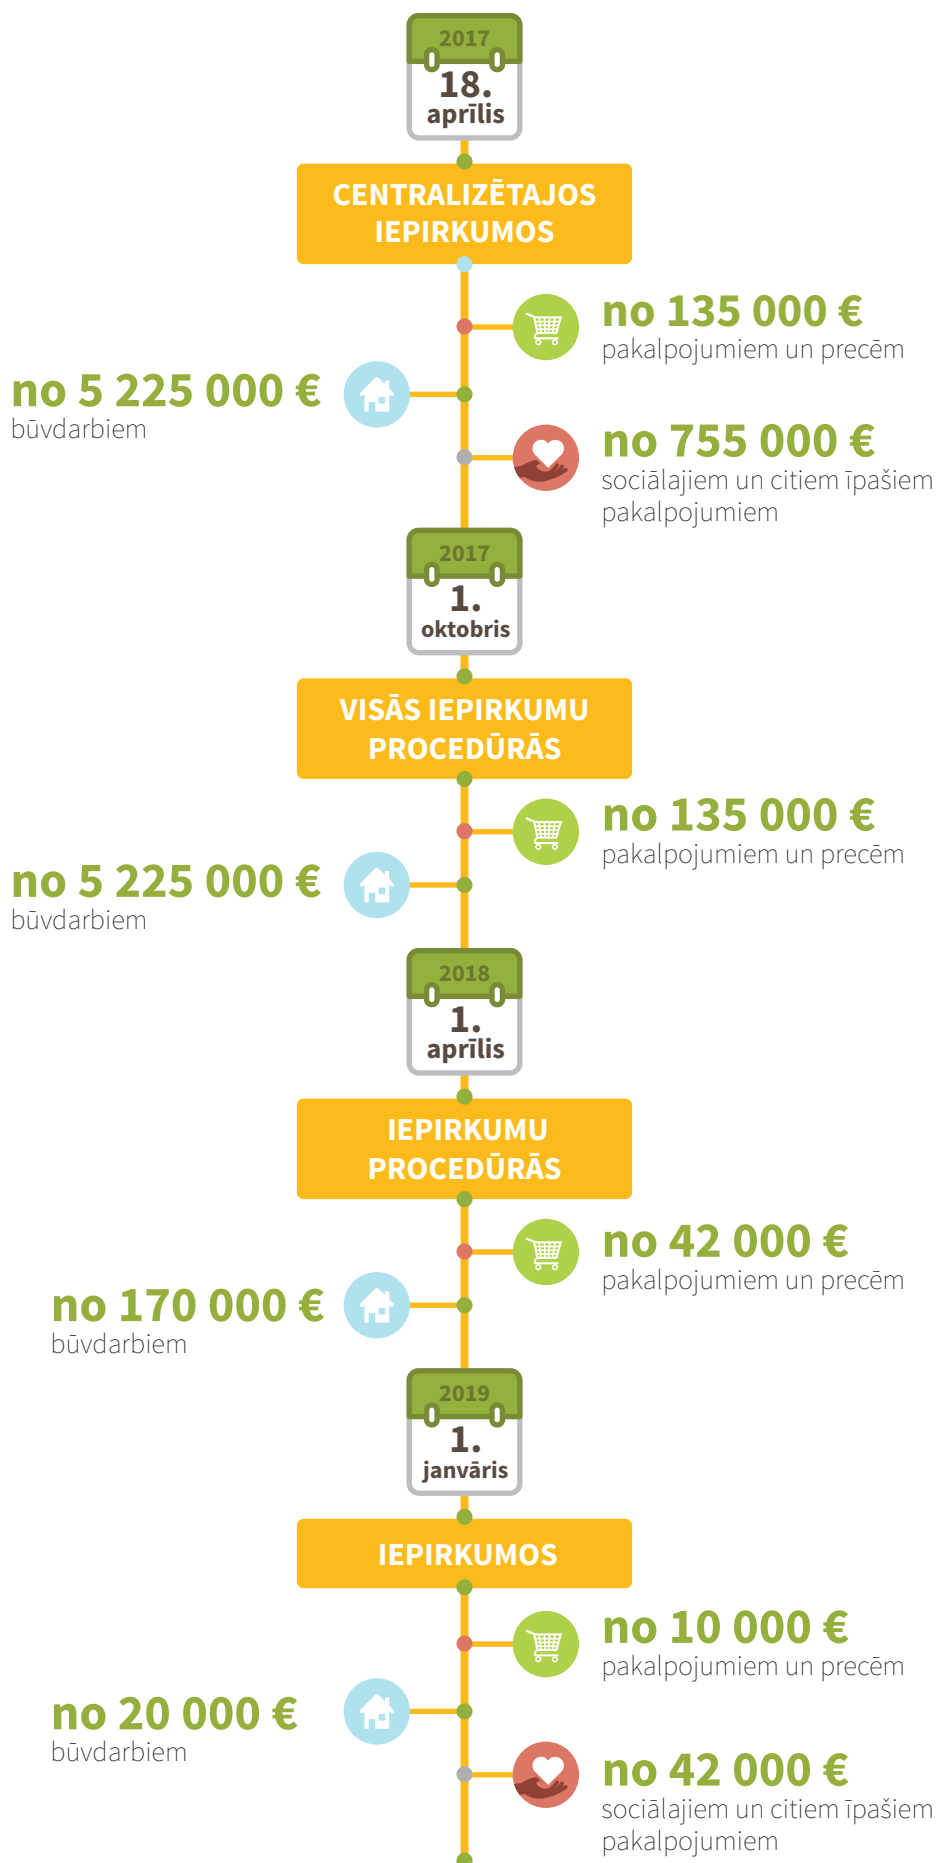 2017
18.
aprīlis
CENTRALIZĒTAJOS
IEPIRKUMOS
no 135 000 €
pakalpojumiem un precēm
no 5 225 000 €
būvdarbiem
no 755 000 €
sociālajiem un citiem īpašiem
pakalpojumiem
2017
1.
oktobris
VISĀS IEPIRKUMU
PROCEDŪRĀS
no 135 000 €
pakalpojumiem un precēm
no 5 225 000 €
būvdarbiem
2018
1.
aprīlis
IEPIRKUMU
PROCEDŪRĀS
no 42 000 €
pakalpojumiem un precēm
no 170 000 €
būvdarbiem
2019
1.
janvāris
IEPIRKUMOS
no 10 000 €
pakalpojumiem un precēm
no 20 000 €
būvdarbiem
no 42 000 €
sociālajiem un citiem īpašiem
pakalpojumiem